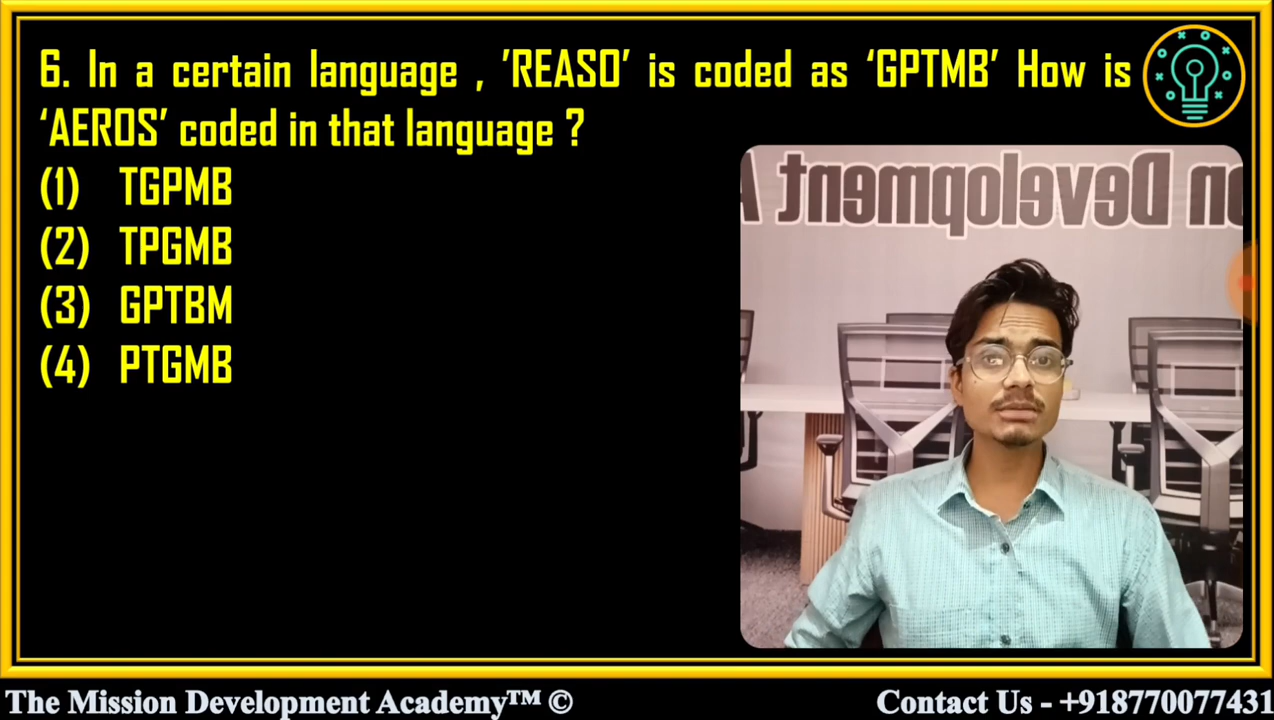 6. In a certain language , ’REASO’ is coded as ‘GPTMB’ How is
‘AEROS’ coded in that language ?
(1) TGPMB
(2) TPGMB
(3) GPTBM
(4) PTGMB
n Development A
The Mission Development Academy™ ©
Contact Us - +918770077431